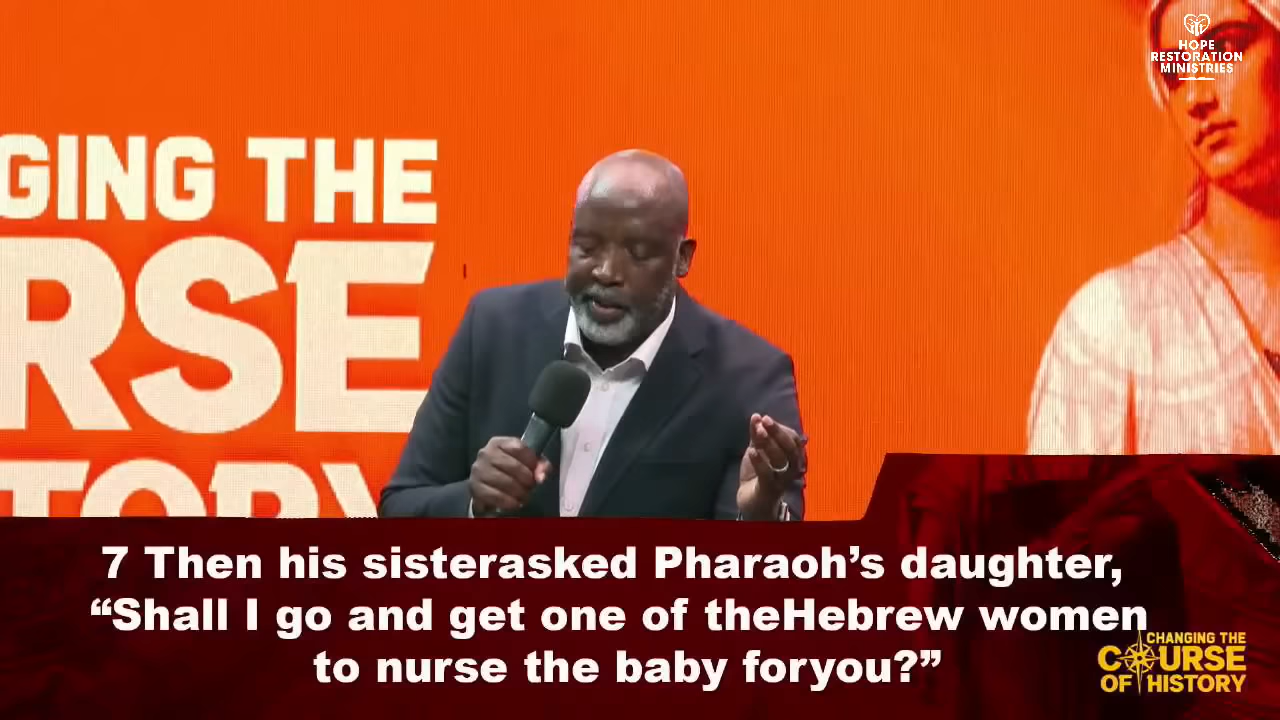 HOPE
RESTORATION
MINISTRIES
GING THE
RSE
TORY
7 Then his sisterasked Pharaoh’s daughter,
“Shall I go and get one of theHebrew women
to nurse the baby foryou?”
CHANGING THE
COURSE
OF HISTORY